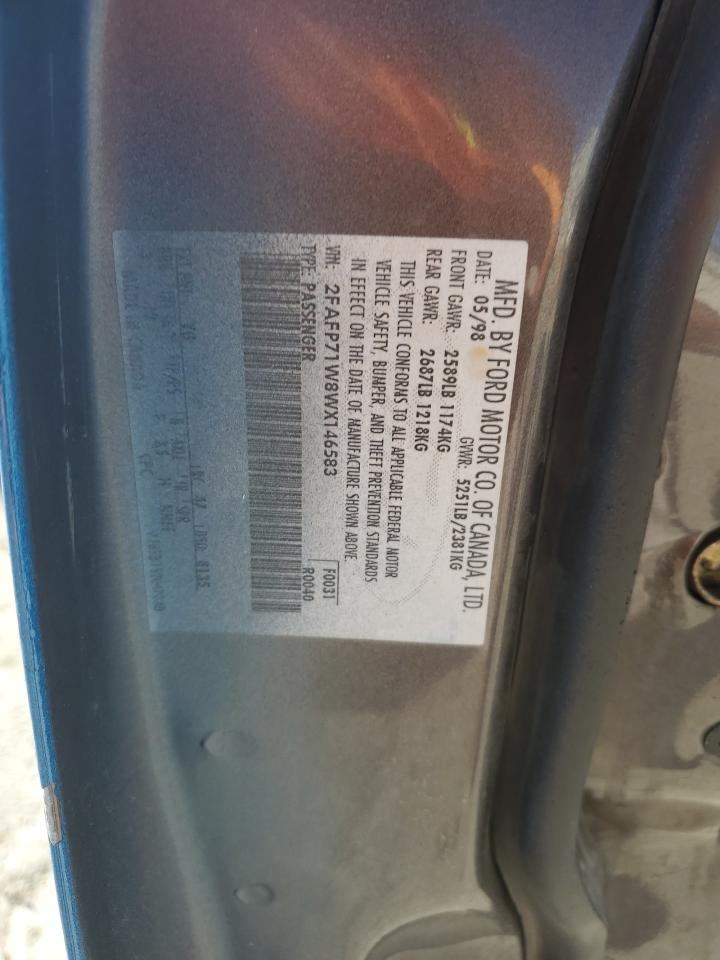 MFD. BY FORD MOTOR CO. OF CANADA, LTD.
DATE: 05/98 GVWR: 5251LB/2381KG
FRONT GAWR: 2589LB 1174KG
REAR GAWR: 2687LB 1218KG
THIS VEHICLE CONFORMS TO ALL APPLICABLE FEDERAL MOTOR
VEHICLE SAFETY, BUMPER, AND THEFT PREVENTION STANDARDS
IN EFFECT ON THE DATE OF MANUFACTURE SHOWN ABOVE.
VIN: 2FAFP71W8WX146583 F0031
TYPE: PASSENGER R0040